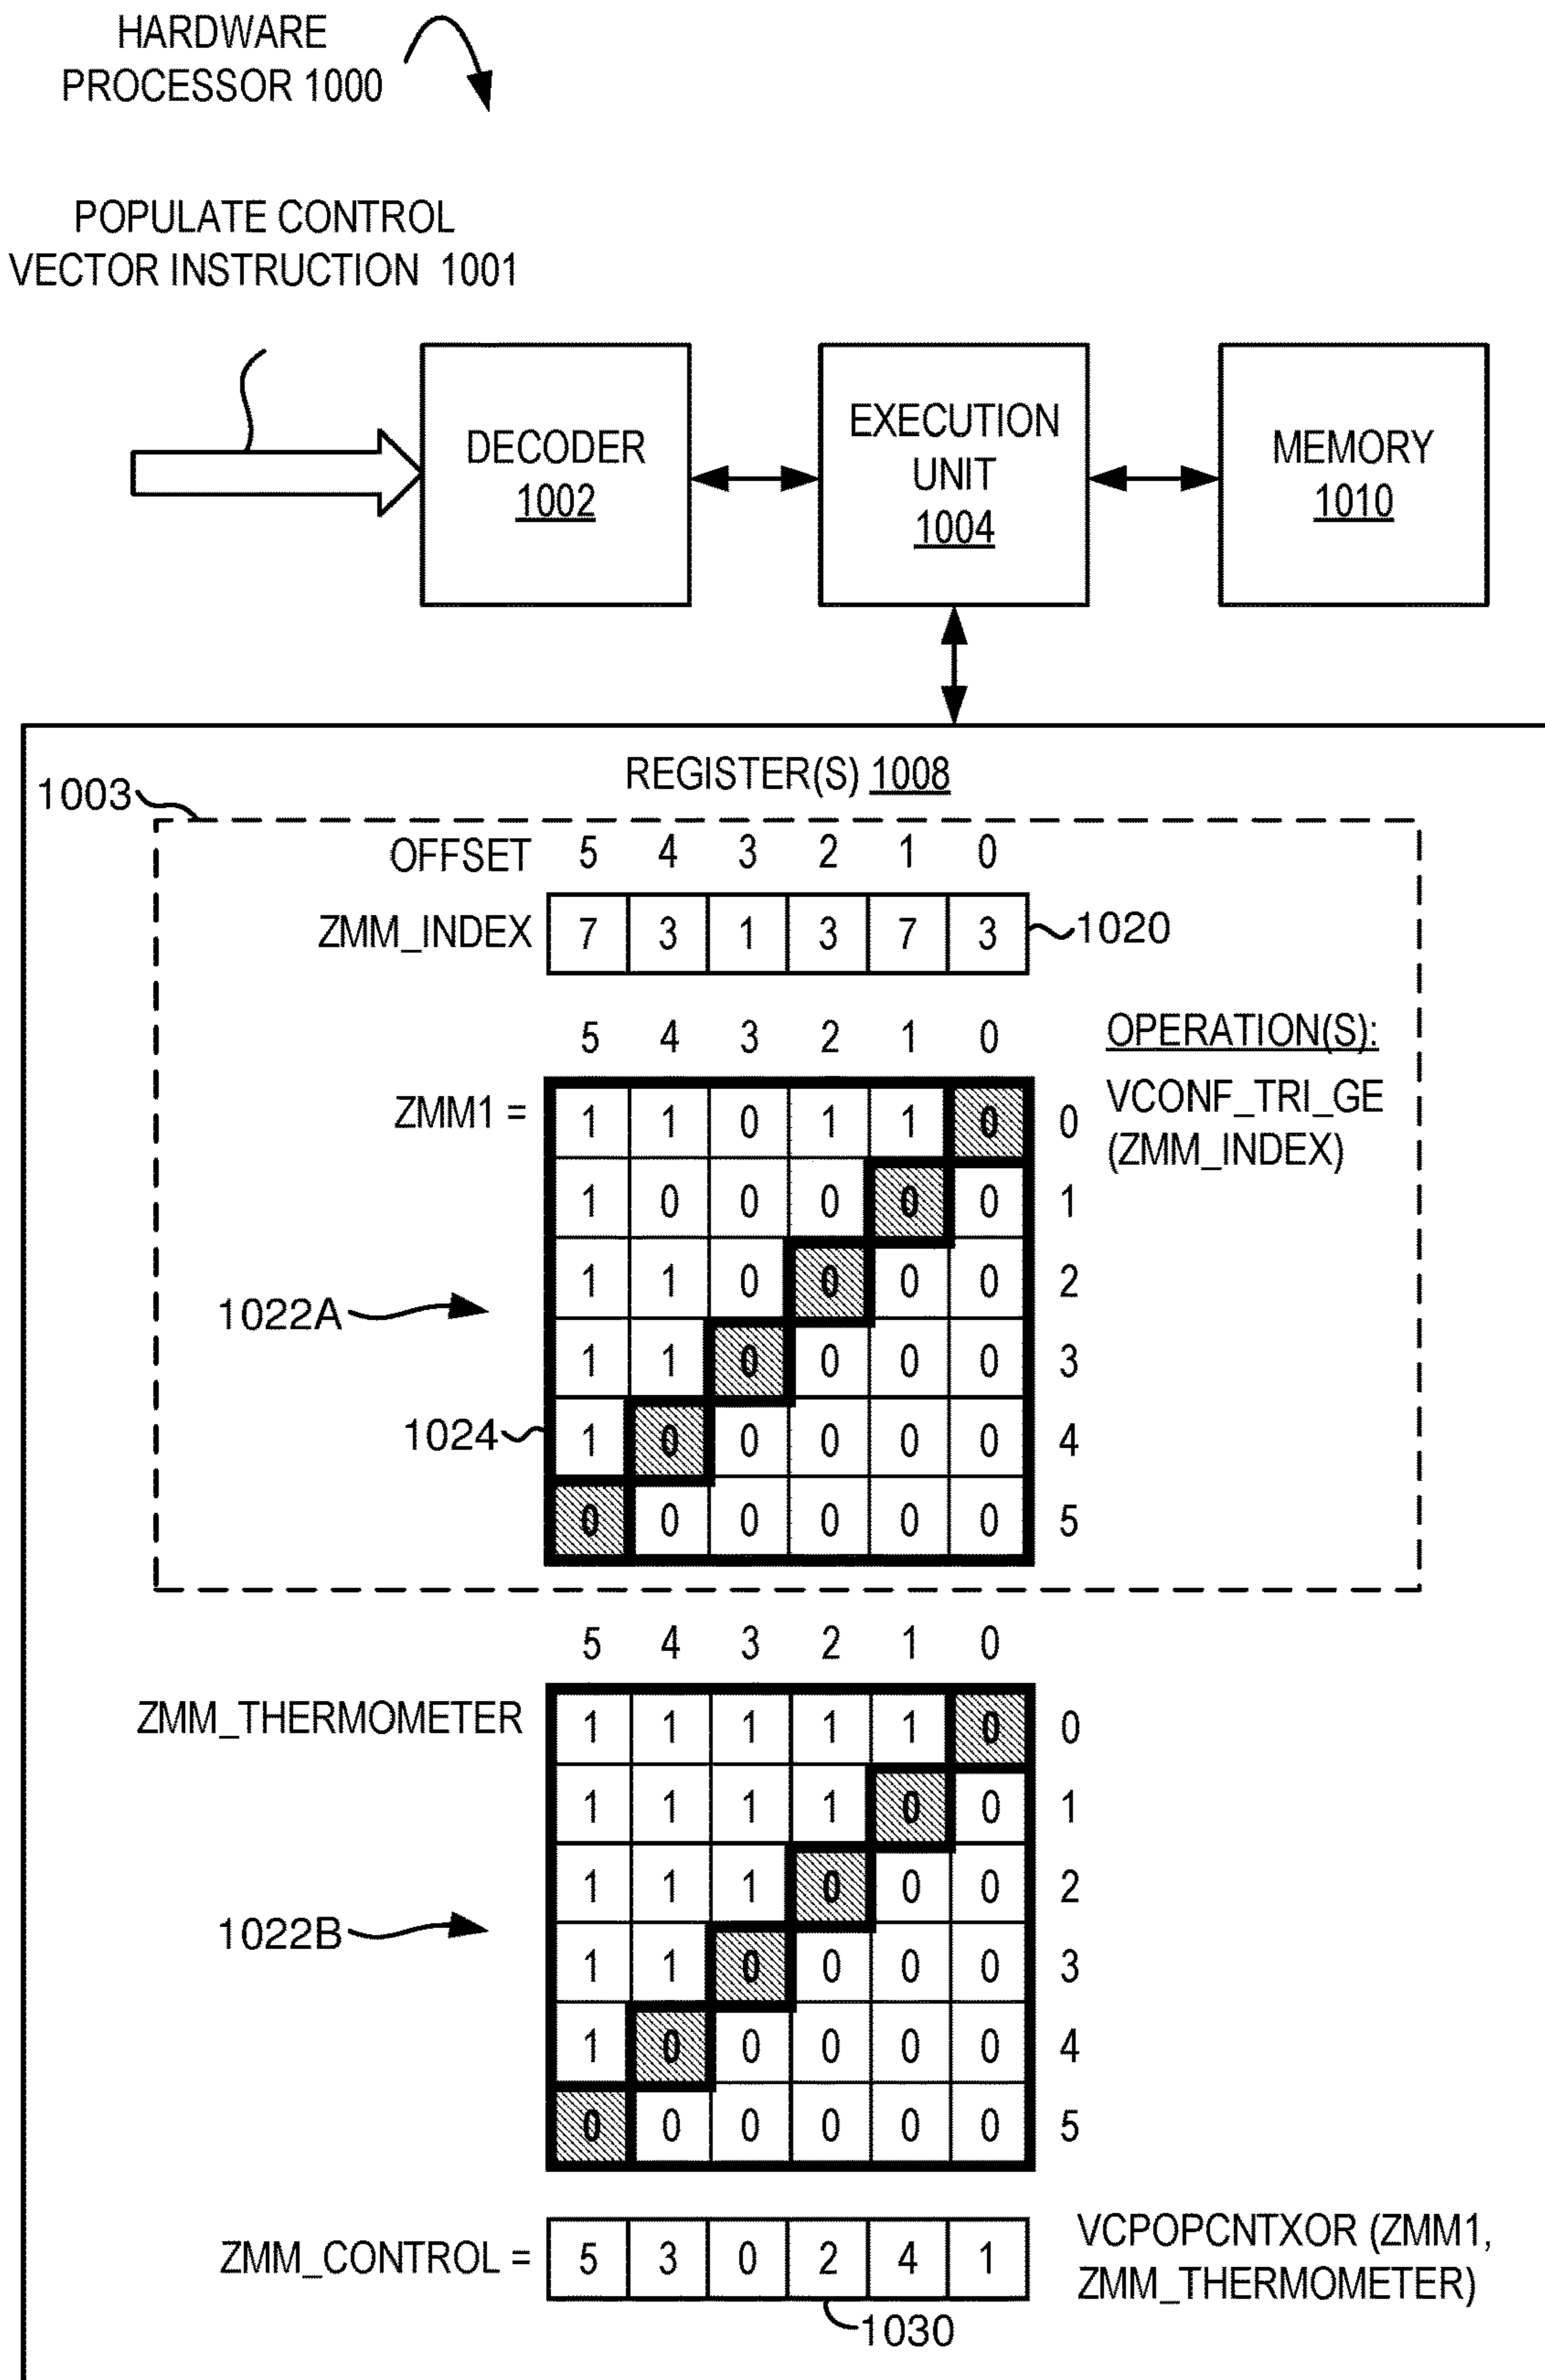 HARDWARE
PROCESSOR 1000
POPULATE CONTROL
VECTOR INSTRUCTION 1001
DECODER
1002
EXECUTION
UNIT
1004
MEMORY
1010
REGISTER(S) 1008
1003
OFFSET 5 4 3 2 1 0
ZMM_INDEX 7 3 1 3 7 3 1020
5 4 3 2 1 0
OPERATION(S):
VCONF_TRI_GE
(ZMM_INDEX)
ZMM1 = 1 1 0 1 1 0 0
1 0 0 0 0 0 1
1 1 0 0 0 0 2
1022A
1 1 0 0 0 0 3
1024 1 0 0 0 0 0 4
0 0 0 0 0 0 5
5 4 3 2 1 0
ZMM_THERMOMETER 1 1 1 1 1 0 0
1 1 1 1 0 0 1
1 1 1 0 0 0 2
1022B
1 1 0 0 0 0 3
1 0 0 0 0 0 4
0 0 0 0 0 0 5
ZMM_CONTROL = 5 3 0 2 4 1
VCPOPCNTXOR (ZMM1,
ZMM_THERMOMETER)
1030